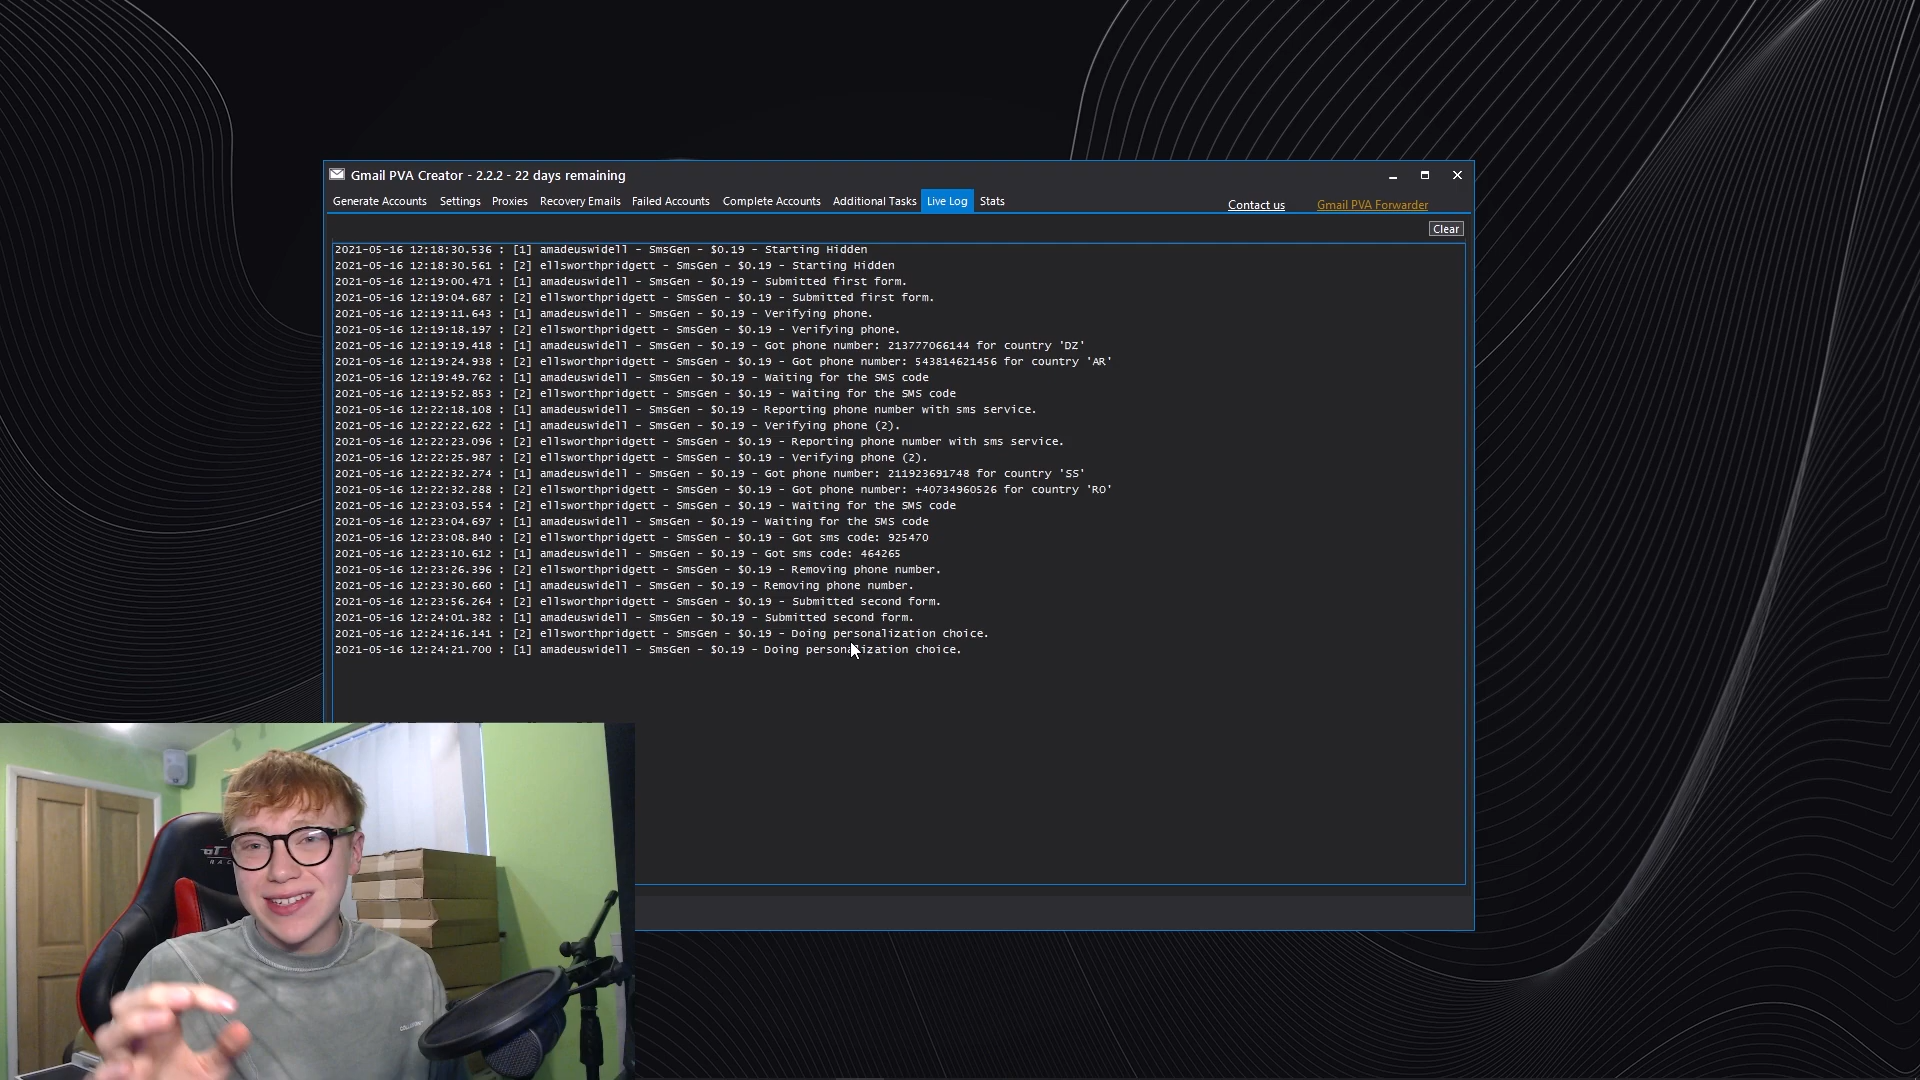 Gmail PVA Creator - 2.2.2 - 22 days remaining
Generate Accounts Settings Proxies Recovery Emails Failed Accounts Complete Accounts Additional Tasks Live Log Stats Contact us Gmail PVA Forwarder
Clear
2021-05-16 12:18:30.536 : [1] amadeuswidell - SmsGen - $0.19 - Starting Hidden
2021-05-16 12:18:30.561 : [2] ellsworthpridgett - SmsGen - $0.19 - Starting Hidden
2021-05-16 12:19:00.471 : [1] amadeuswidell - SmsGen - $0.19 - Submitted first form.
2021-05-16 12:19:04.687 : [2] ellsworthpridgett - SmsGen - $0.19 - Submitted first form.
2021-05-16 12:19:11.643 : [1] amadeuswidell - SmsGen - $0.19 - Verifying phone.
2021-05-16 12:19:18.197 : [2] ellsworthpridgett - SmsGen - $0.19 - Verifying phone.
2021-05-16 12:19:19.418 : [1] amadeuswidell - SmsGen - $0.19 - Got phone number: 213777066144 for country 'DZ'
2021-05-16 12:19:24.938 : [2] ellsworthpridgett - SmsGen - $0.19 - Got phone number: 543814621456 for country 'AR'
2021-05-16 12:19:49.762 : [1] amadeuswidell - SmsGen - $0.19 - Waiting for the SMS code
2021-05-16 12:19:52.853 : [2] ellsworthpridgett - SmsGen - $0.19 - Waiting for the SMS code
2021-05-16 12:22:18.108 : [1] amadeuswidell - SmsGen - $0.19 - Reporting phone number with sms service.
2021-05-16 12:22:22.622 : [1] amadeuswidell - SmsGen - $0.19 - Verifying phone (2).
2021-05-16 12:22:23.096 : [2] ellsworthpridgett - SmsGen - $0.19 - Reporting phone number with sms service.
2021-05-16 12:22:25.987 : [2] ellsworthpridgett - SmsGen - $0.19 - Verifying phone (2).
2021-05-16 12:22:32.274 : [1] amadeuswidell - SmsGen - $0.19 - Got phone number: 211923691748 for country 'SS'
2021-05-16 12:22:32.288 : [2] ellsworthpridgett - SmsGen - $0.19 - Got phone number: +40734960526 for country 'RO'
2021-05-16 12:23:03.554 : [2] ellsworthpridgett - SmsGen - $0.19 - Waiting for the SMS code
2021-05-16 12:23:04.697 : [1] amadeuswidell - SmsGen - $0.19 - Waiting for the SMS code
2021-05-16 12:23:08.840 : [2] ellsworthpridgett - SmsGen - $0.19 - Got sms code: 925470
2021-05-16 12:23:10.612 : [1] amadeuswidell - SmsGen - $0.19 - Got sms code: 464265
2021-05-16 12:23:26.396 : [2] ellsworthpridgett - SmsGen - $0.19 - Removing phone number.
2021-05-16 12:23:30.660 : [1] amadeuswidell - SmsGen - $0.19 - Removing phone number.
2021-05-16 12:23:56.264 : [2] ellsworthpridgett - SmsGen - $0.19 - Submitted second form.
2021-05-16 12:24:01.382 : [1] amadeuswidell - SmsGen - $0.19 - Submitted second form.
2021-05-16 12:24:16.141 : [2] ellsworthpridgett - SmsGen - $0.19 - Doing personalization choice.
2021-05-16 12:24:21.700 : [1] amadeuswidell - SmsGen - $0.19 - Doing personalization choice.